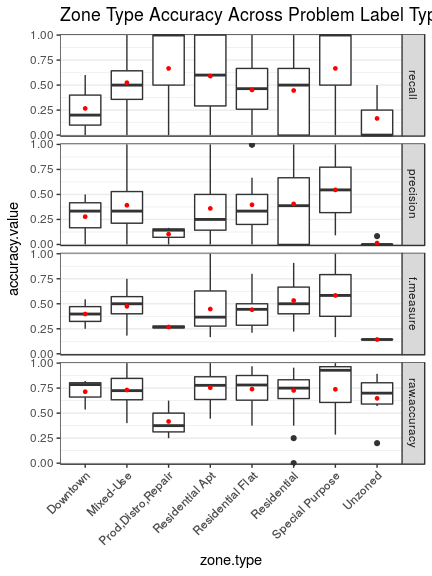 Zone Type Accuracy Across Problem Label Typ
accuracy.value
1.00
0.75
0.50
0.25
0.00
recall
1.00
0.75
0.50
0.25
0.00
precision
1.00
0.75
0.50
0.25
0.00
f.measure
1.00
0.75
0.50
0.25
0.00
raw.accuracy
Downtown
Mixed-Use
Prod,Distro,Repair
Residential Apt
Residential Flat
Residential
Special Purpose
Unzoned
zone.type